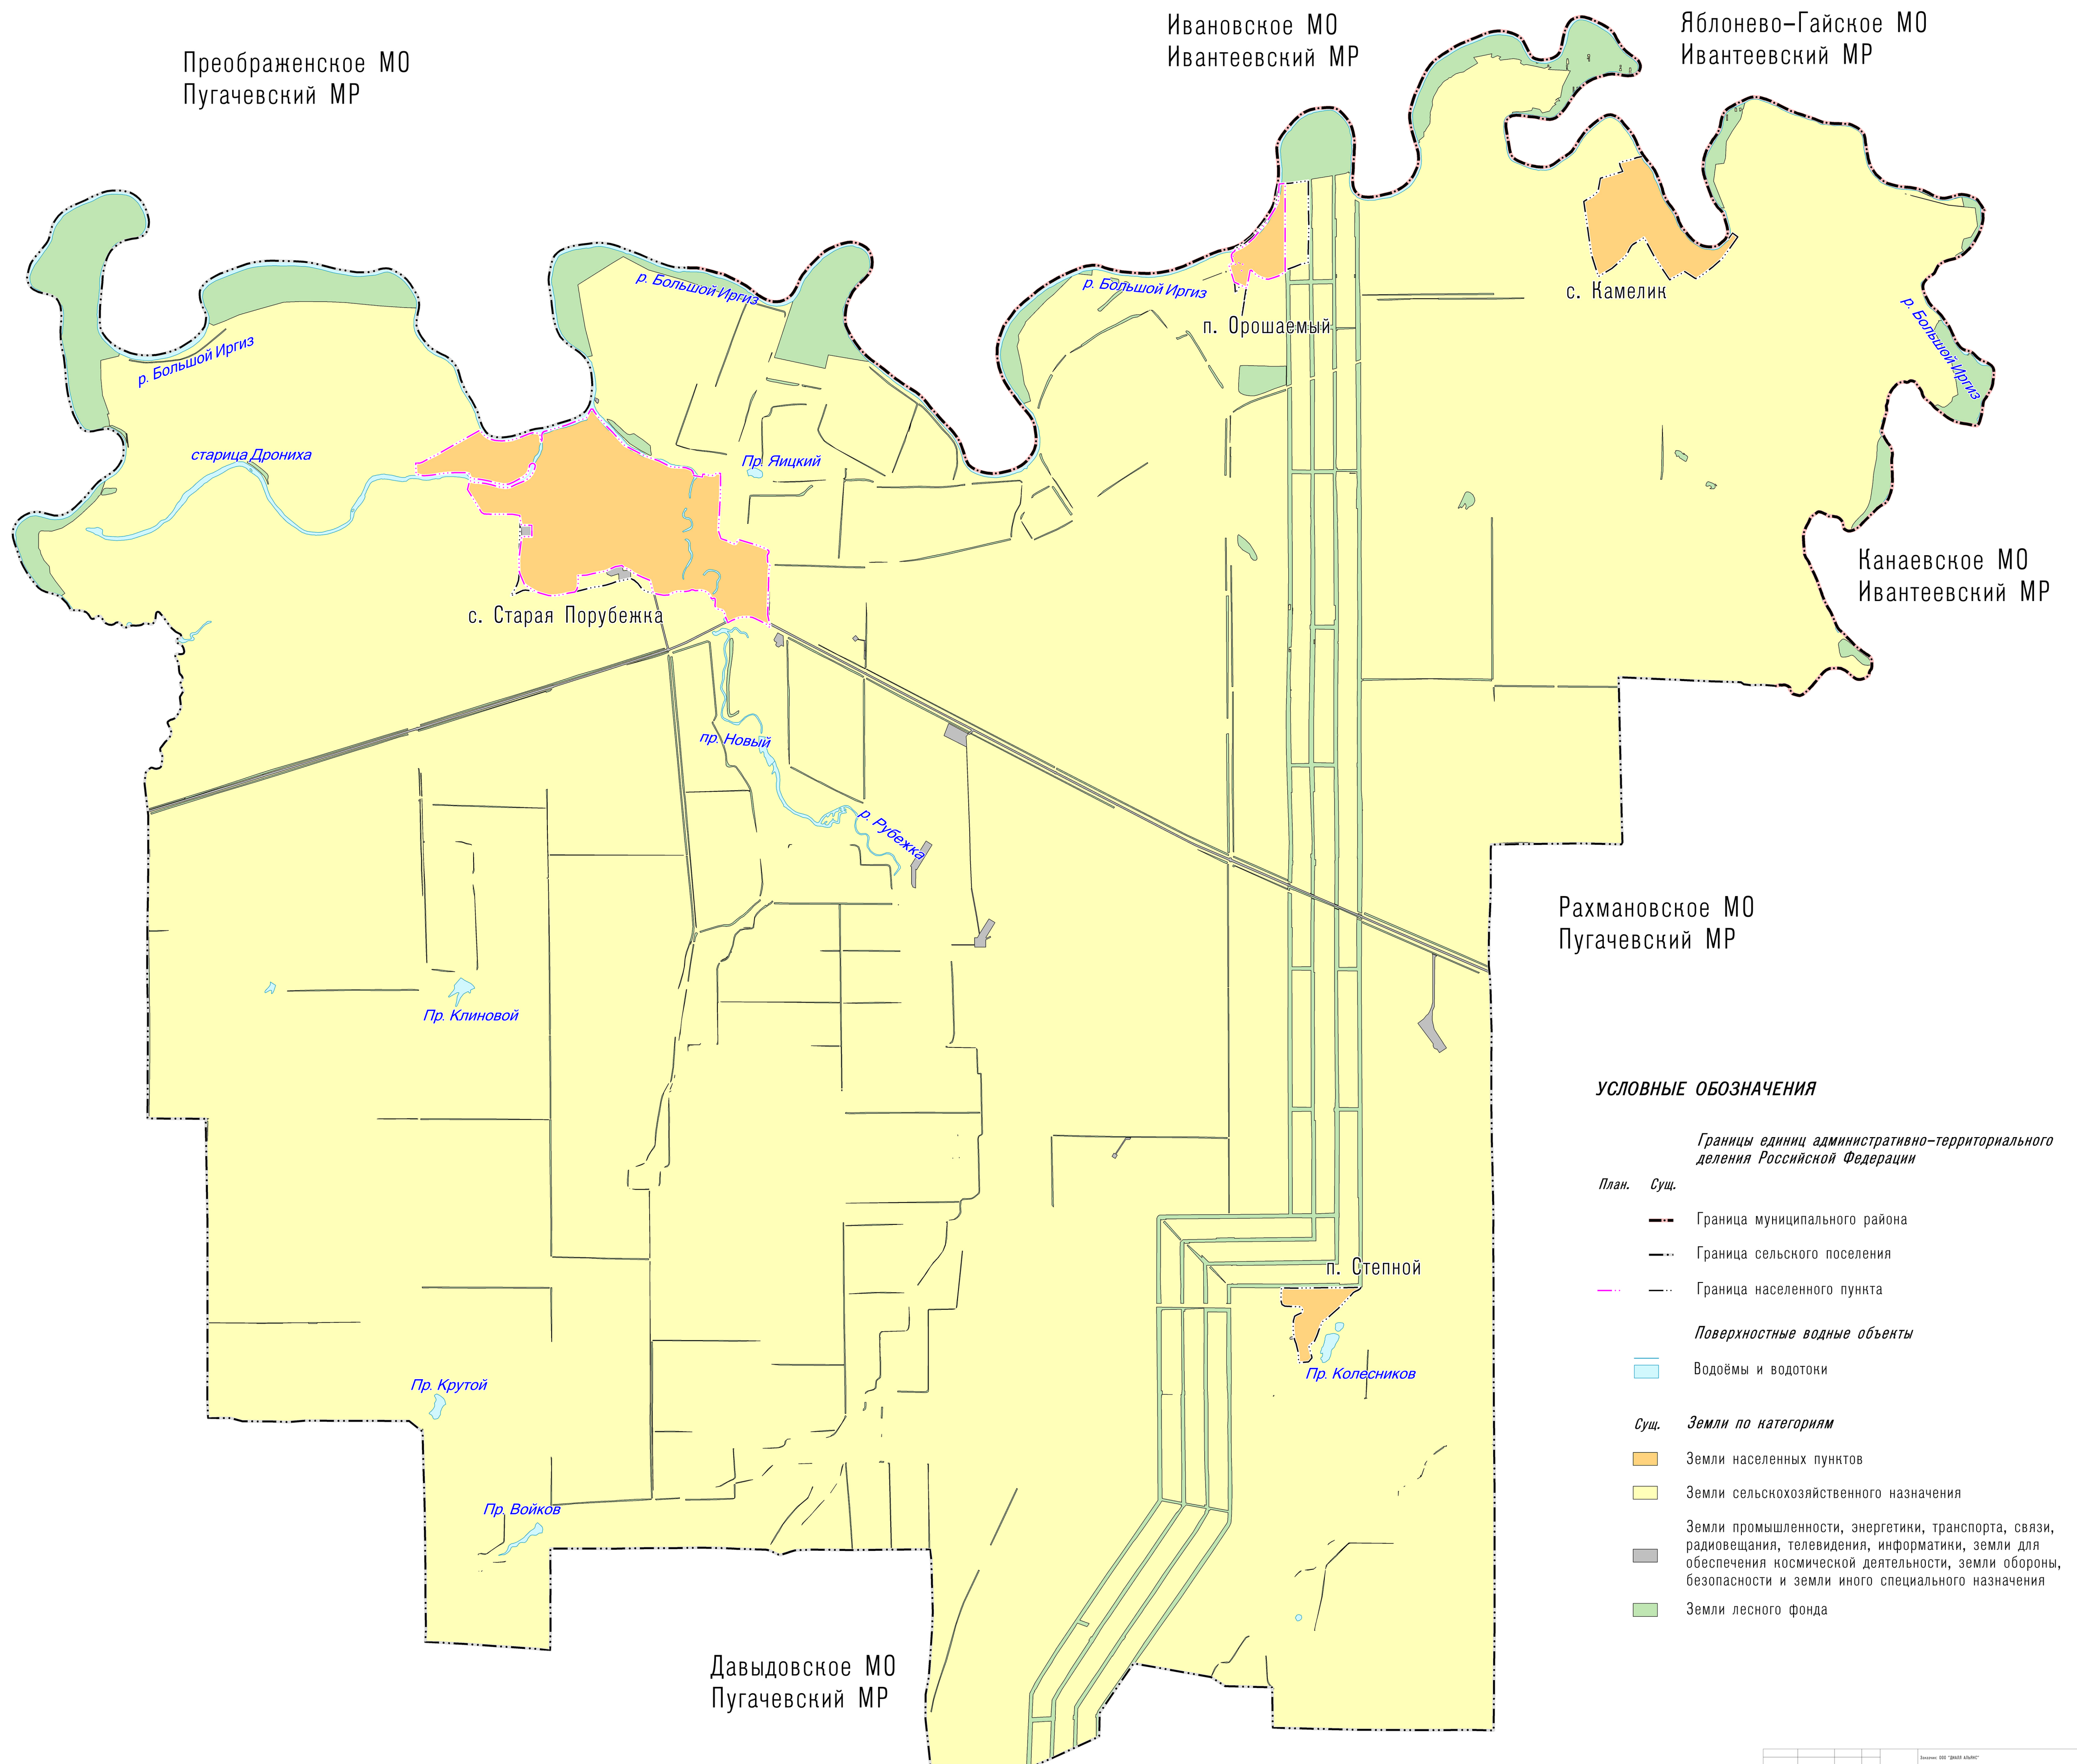 Преображенское МО
Пугачевский МР
Ивановское МО
Ивантеевский МР
Яблонево-Гайское МО
Ивантеевский МР
р. Большой Иргиз
р. Большой Иргиз
р. Большой Иргиз
р. Большой Иргиз
с. Камелик
п. Орошаемый
старица Дрониха
Пр. Яицкий
Канаевское МО
Ивантеевский МР
с. Старая Порубежка
пр. Новый
р. Рубежка
Рахмановское МО
Пугачевский МР
Пр. Клиновой
п. Степной
Пр. Колесников
Пр. Крутой
Пр. Войков
Давыдовское МО
Пугачевский МР
УСЛОВНЫЕ ОБОЗНАЧЕНИЯ
Границы единиц административно-территориального
деления Российской Федерации
План. Сущ.
Граница муниципального района
Граница сельского поселения
Граница населенного пункта
Поверхностные водные объекты
Водоёмы и водотоки
Сущ. Земли по категориям
Земли населенных пунктов
Земли сельскохозяйственного назначения
Земли промышленности, энергетики, транспорта, связи,
радиовещания, телевидения, информатики, земли для
обеспечения космической деятельности, земли обороны,
безопасности и земли иного специального назначения
Земли лесного фонда
Заказчик: ООО "ДИАЛЛ АЛЬЯНС"